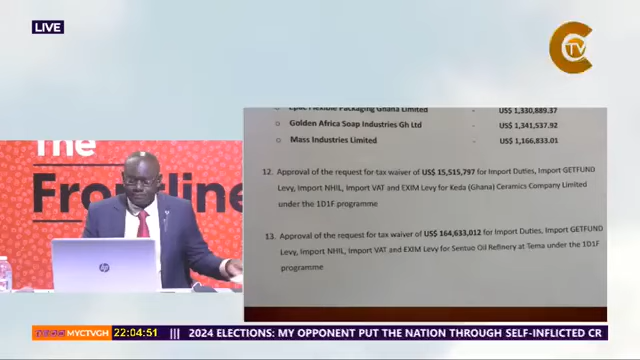 LIVE
C
TV
The
Frontline
hp
Epac Flexible Packaging Ghana Limited - US$ 1,330,889.37
o Golden Africa Soap Industries Gh Ltd - US$ 1,341,537.92
o Mass Industries Limited - US$ 1,166,833.01
12. Approval of the request for tax waiver of US$ 15,515,797 for Import Duties, Import GETFUND
Levy, Import NHIL, Import VAT and EXIM Levy for Keda (Ghana) Ceramics Company Limited
under the 1D1F programme
13. Approval of the request for tax waiver of US$ 164,633,012 for Import Duties, Import GETFUND
Levy, Import NHIL, Import VAT and EXIM Levy for Sentuo Oil Refinery at Tema under the 1D1F
programme
MYCTVGH 22:04:51 ||| 2024 ELECTIONS: MY OPPONENT PUT THE NATION THROUGH SELF-INFLICTED CR